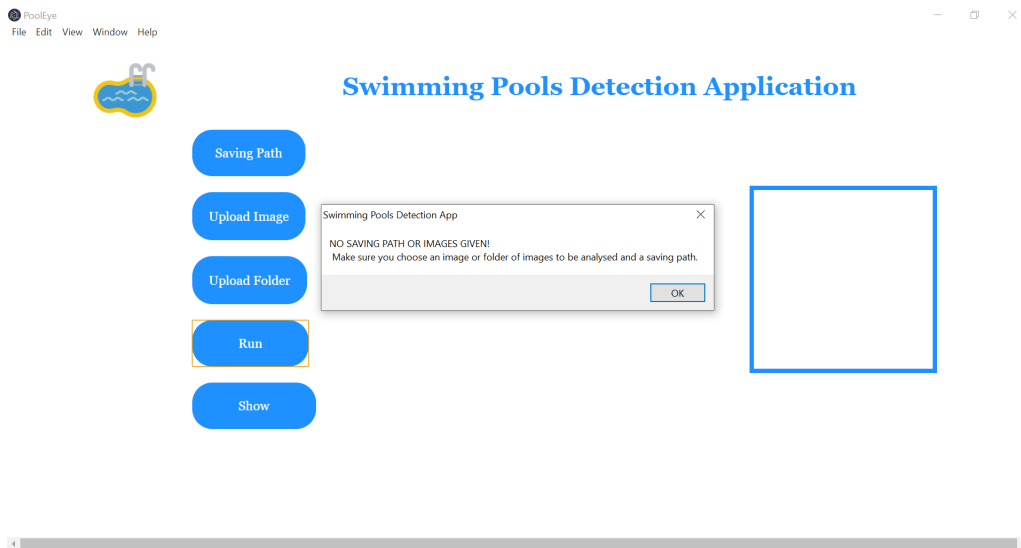 PoolEye
File Edit View Window Help
Swimming Pools Detection Application
Saving Path
Upload Image
Upload Folder
Run
Show
Swimming Pools Detection App
NO SAVING PATH OR IMAGES GIVEN!
Make sure you choose an image or folder of images to be analysed and a saving path.
OK